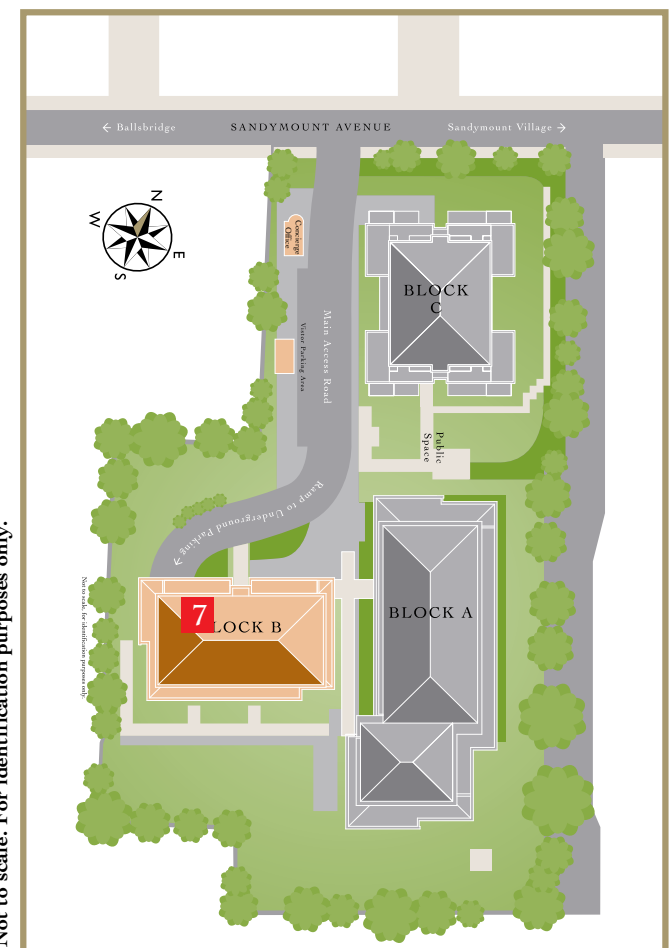 ← Ballsbridge SANDYMOUNT AVENUE Sandymount Village →
N
W
E
S
Concierge
Office
BLOCK
C
Main Access Road
Visitor Parking Area
Public
Space
Ramp to Underground Parking →
Not to scale, for identification purposes only.
7
LOCK B
BLOCK A
Not to scale. For identification purposes only.